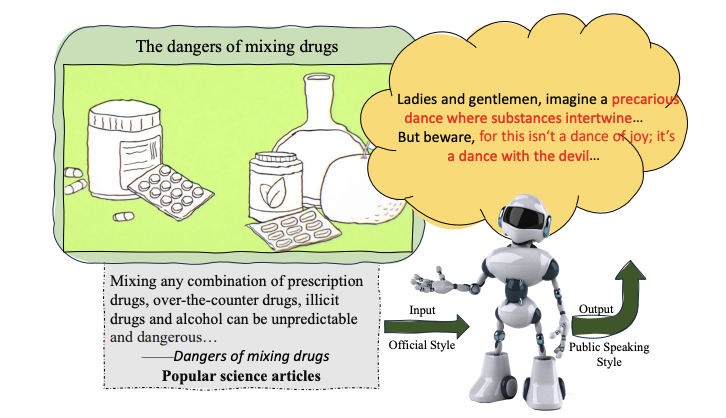 The dangers of mixing drugs
Ladies and gentlemen, imagine a precarious
dance where substances intertwine...
But beware, for this isn't a dance of joy; it's
a dance with the devil...
Mixing any combination of prescription
drugs, over-the-counter drugs, illicit
drugs and alcohol can be unpredictable
and dangerous…
——Dangers of mixing drugs
Popular science articles
Input
Official Style
Output
Public Speaking
Style